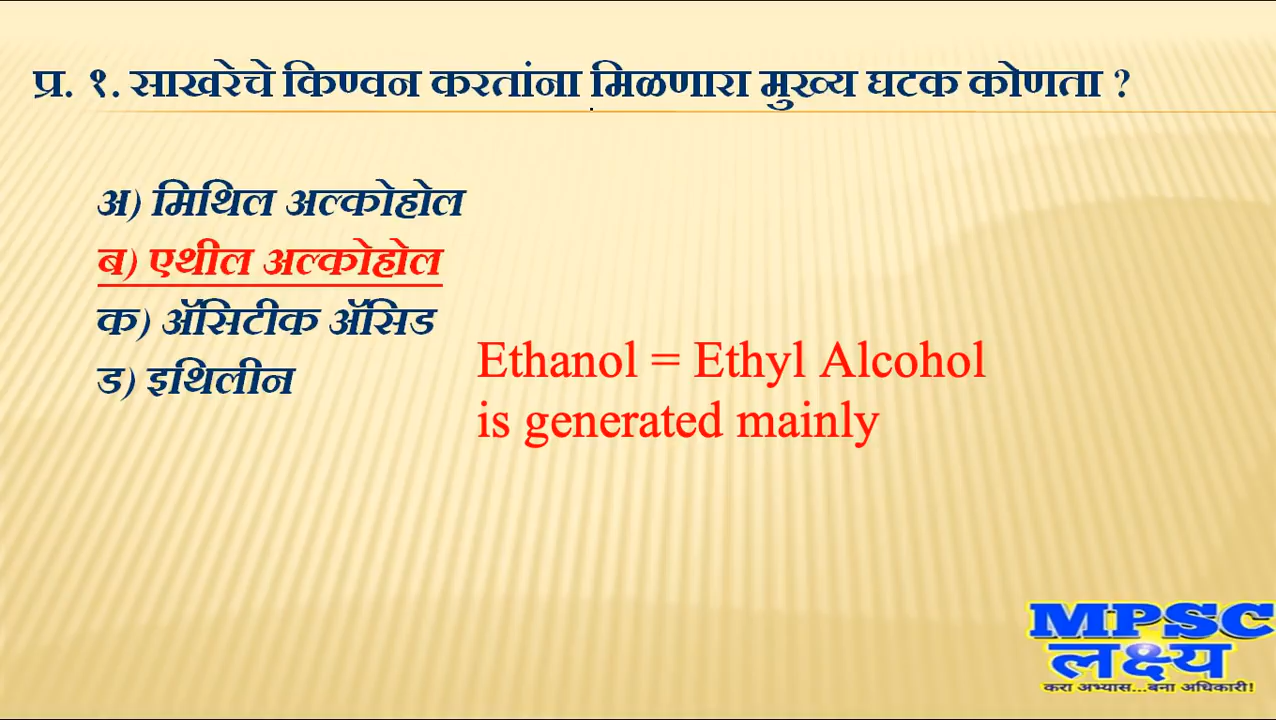 प्र. १. साखरेचे किण्वन करतांना मिळणारा मुख्य घटक कोणता ?
अ) मिथिल अल्कोहोल
ब) एथील अल्कोहोल
क) ॲसिटीक ॲसिड
ड) इथिलीन
Ethanol = Ethyl Alcohol
is generated mainly
MPSC
लक्ष्य
करा अभ्यास...बना अधिकारी!